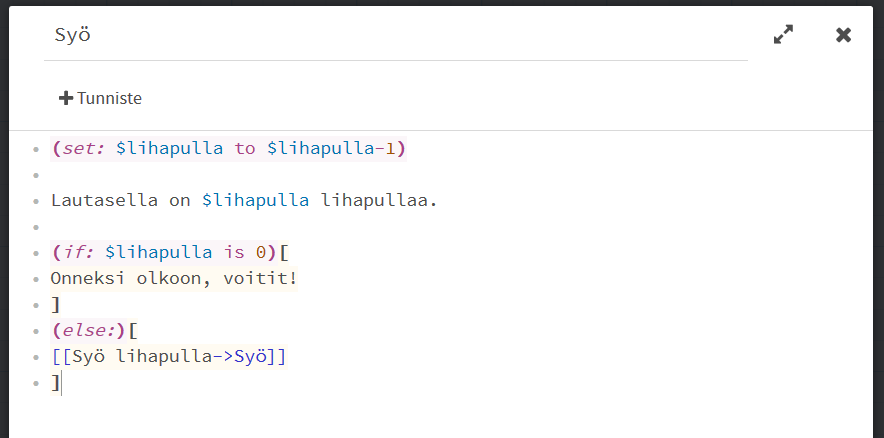 Syö
Tunniste
(set: $lihapulla to $lihapulla-1)
Lautasella on $lihapulla lihapullaa.
(if: $lihapulla is 0)[
Onneksi olkoon, voitit!
]
(else:)[
[[Syö lihapulla->Syö]]
]